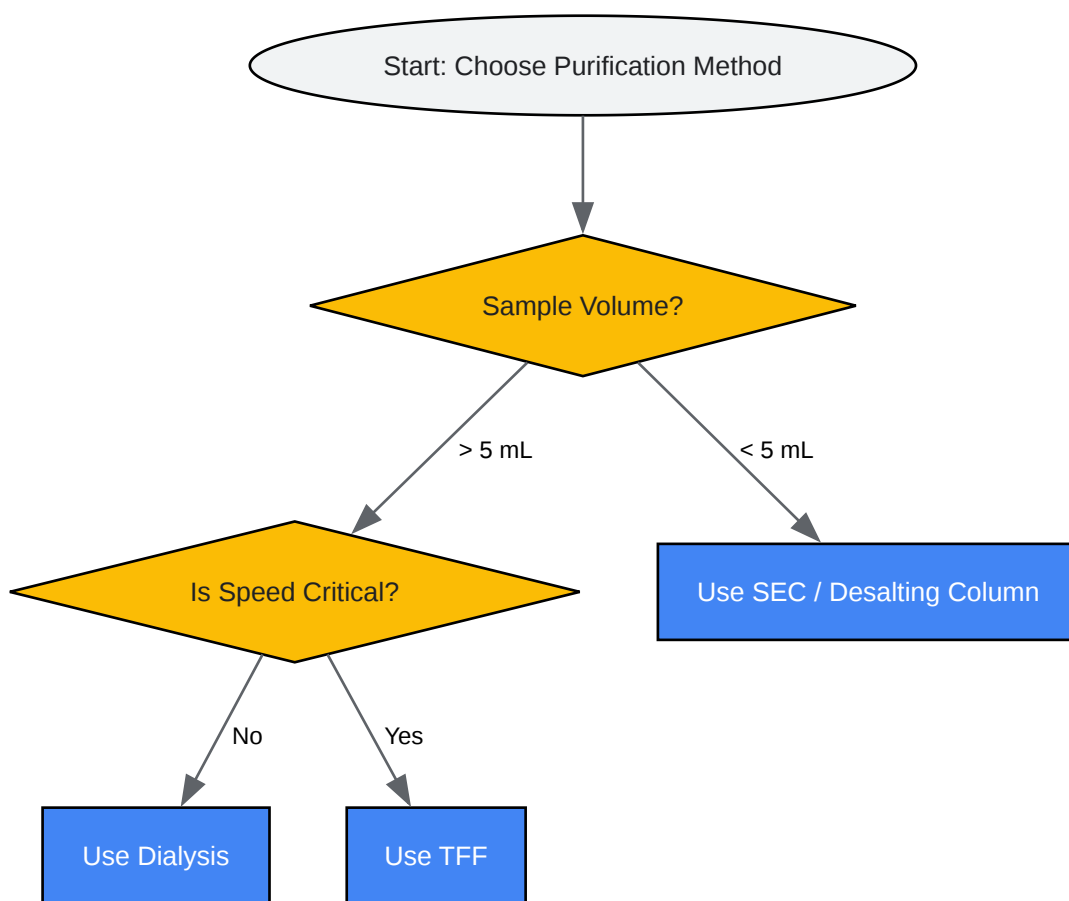 Start: Choose Purification Method
Sample Volume?
> 5 mL
< 5 mL
Is Speed Critical?
Use SEC / Desalting Column
No
Yes
Use Dialysis
Use TFF